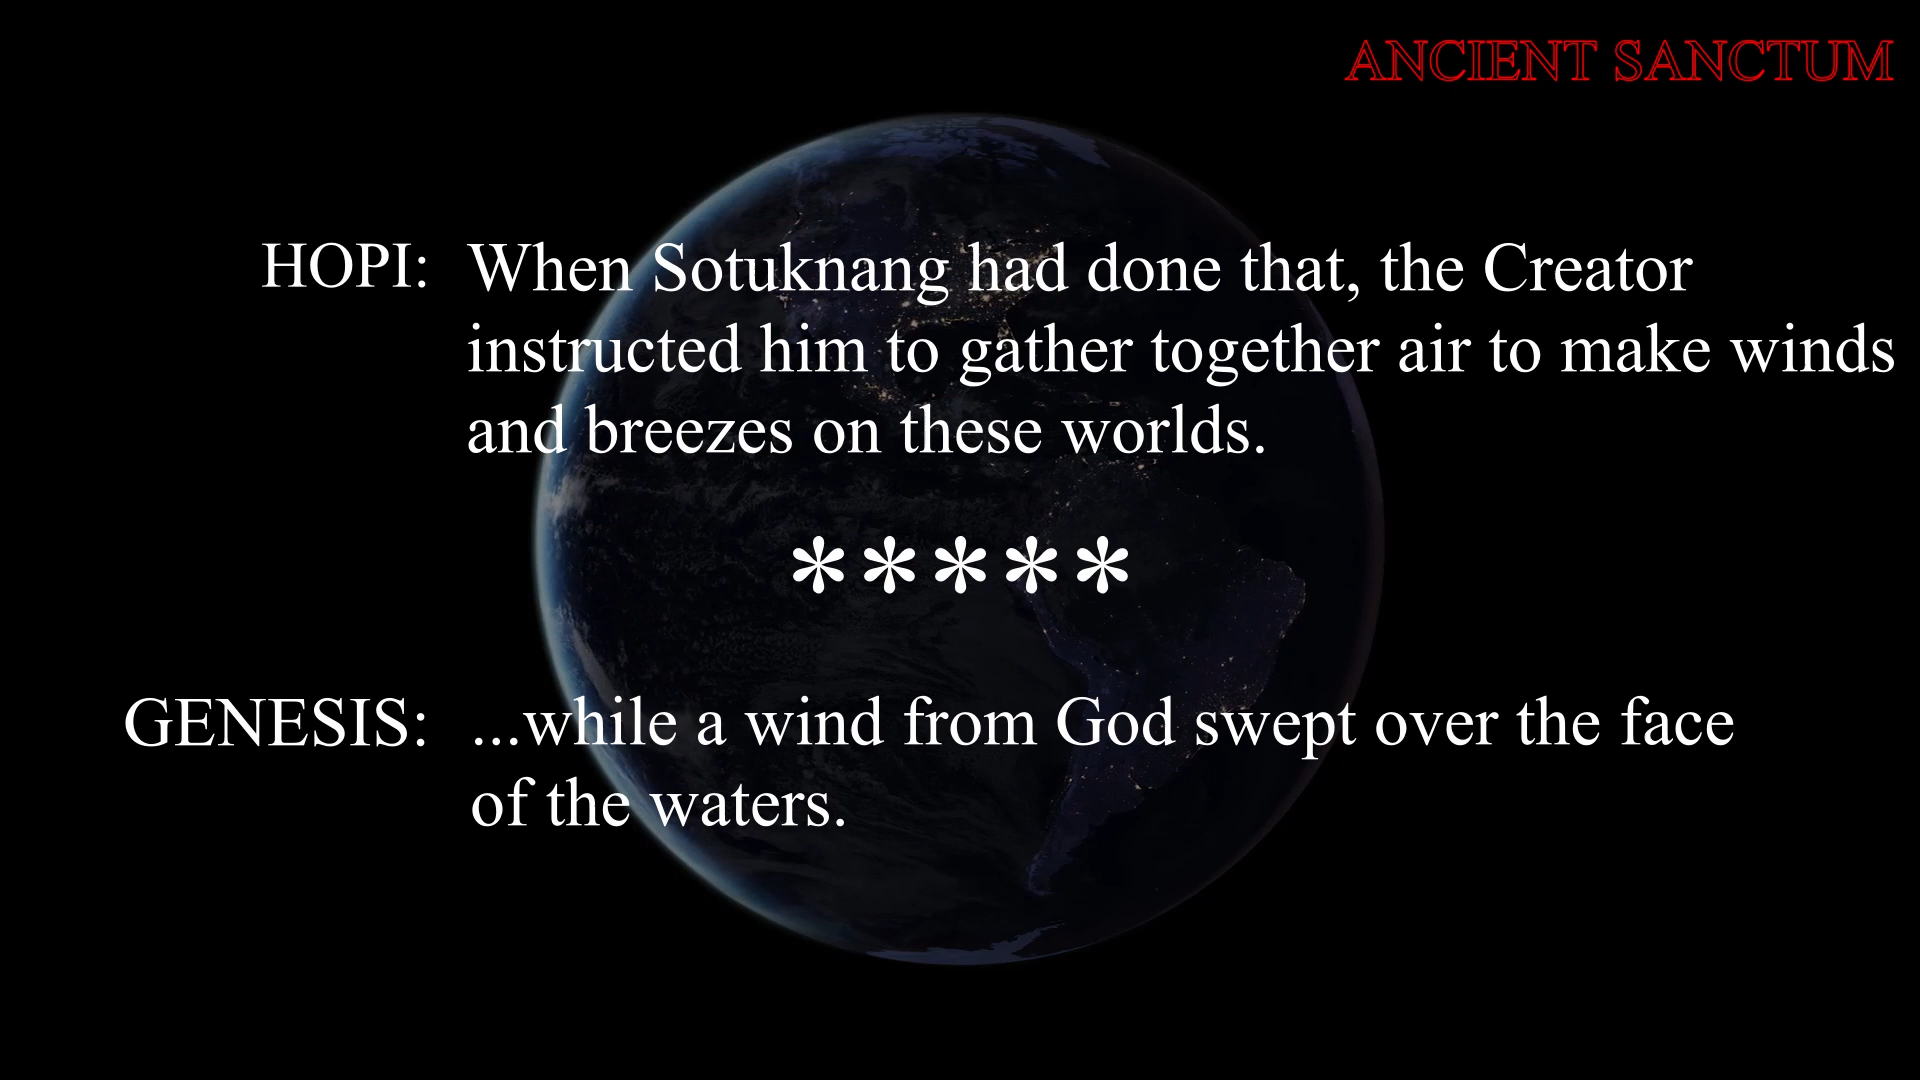 ANCIENT SANCTUM
HOPI: When Sotuknang had done that, the Creator
instructed him to gather together air to make winds
and breezes on these worlds.
*****
GENESIS: ...while a wind from God swept over the face
of the waters.